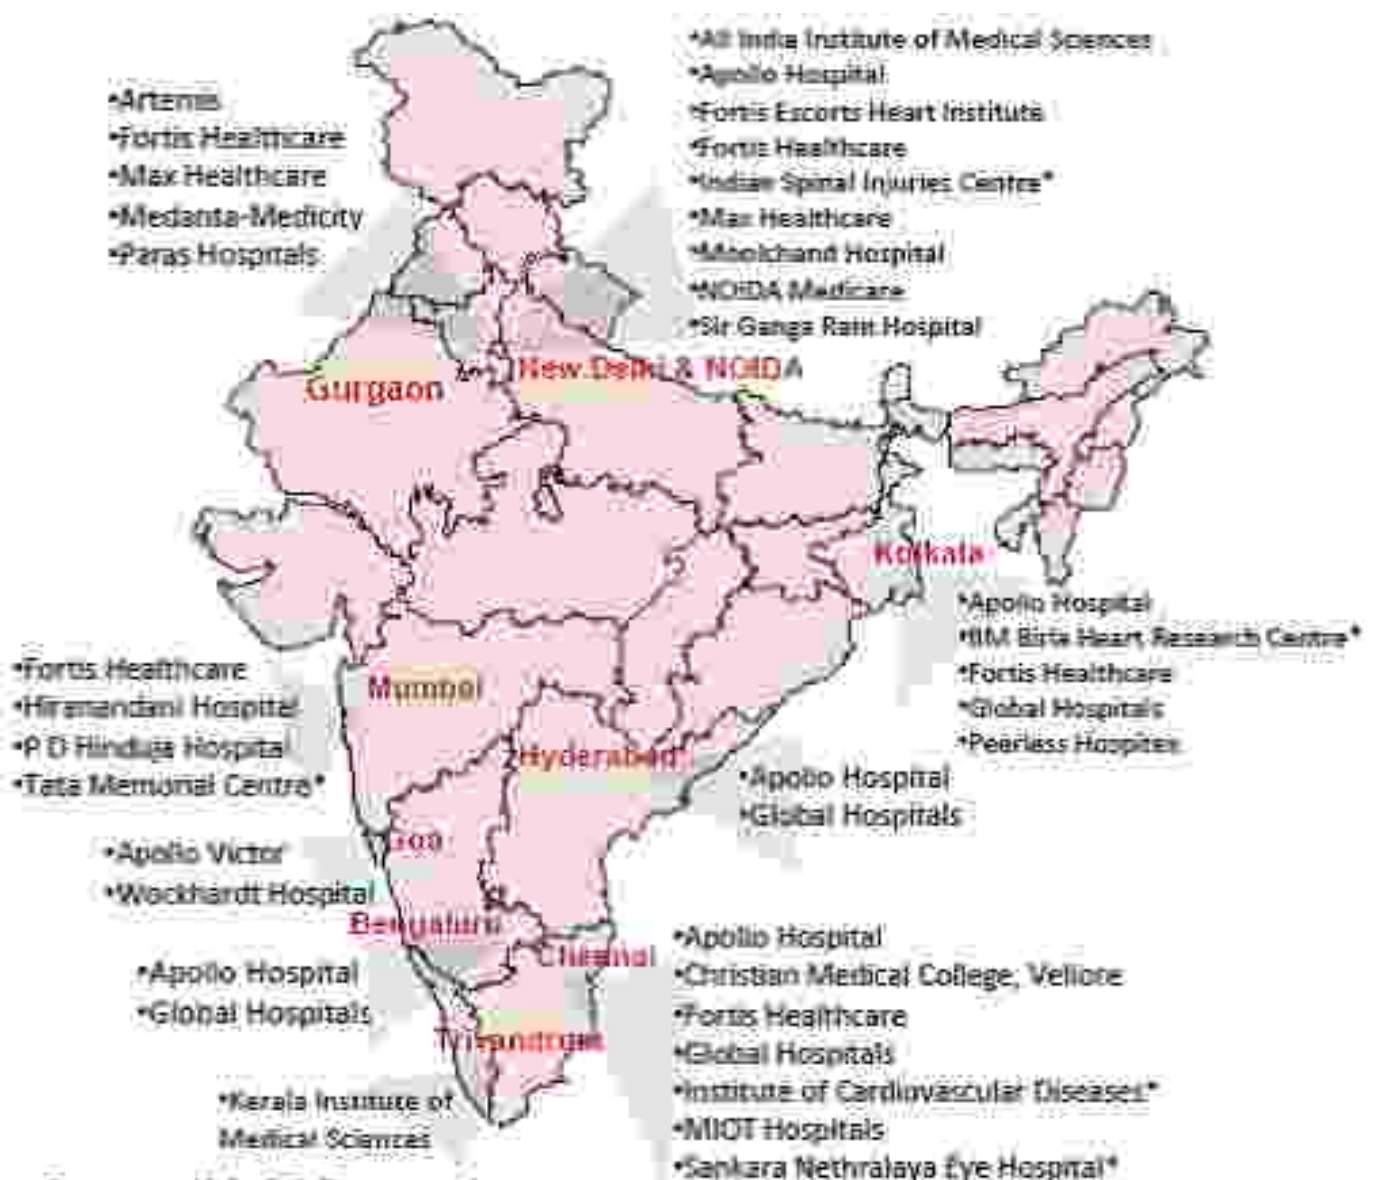 •All India Institute of Medical Sciences
•Apollo Hospital
•Fortis Escorts Heart Institute
•Fortis Healthcare
•Indian Spinal Injuries Centre*
•Max Healthcare
•Moolchand Hospital
•NOIDA Medicare
•Sir Ganga Ram Hospital
•Artemis
•Fortis Healthcare
•Max Healthcare
•Medanta-Medicity
•Paras Hospitals
Gurgaon
New Delhi & NOIDA
Kolkata
•Apollo Hospital
•BM Birla Heart Research Centre*
•Fortis Healthcare
•Global Hospitals
•Peerless Hospitex
Mumbai
•Fortis Healthcare
•Hiranandani Hospital
•P D Hinduja Hospital
•Tata Memorial Centre*
Hyderabad
•Apollo Hospital
•Global Hospitals
Goa
•Apollo Victor
•Wockhardt Hospital
Bengaluru
•Apollo Hospital
•Global Hospitals
Chennai
•Apollo Hospital
•Christian Medical College, Vellore
•Fortis Healthcare
•Global Hospitals
•Institute of Cardiovascular Diseases*
•MIOT Hospitals
•Sankara Nethralaya Eye Hospital*
Trivandrum
•Kerala Institute of
Medical Sciences